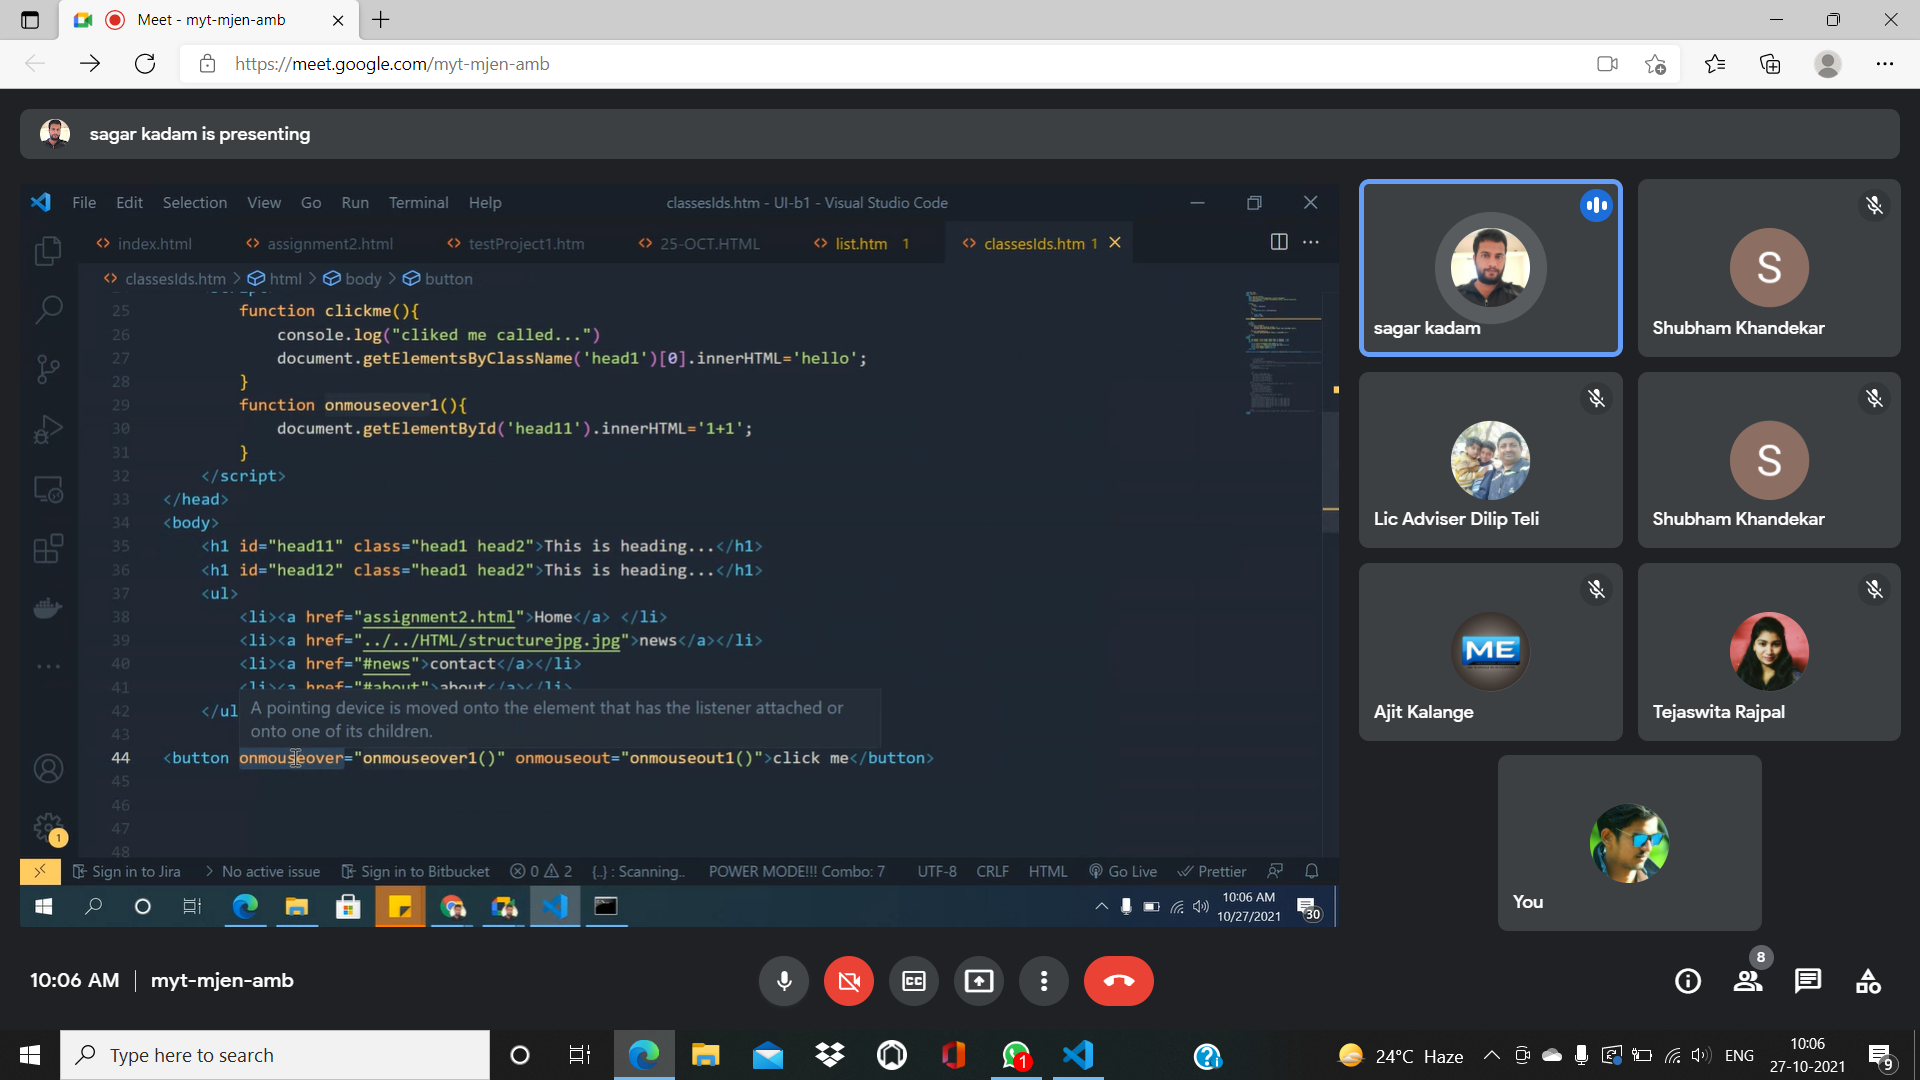 Meet - myt-mjen-amb
https://meet.google.com/myt-mjen-amb
sagar kadam is presenting
File Edit Selection View Go Run Terminal Help
classesIds.htm - UI-b1 - Visual Studio Code
index.html
assignment2.html
testProject1.htm
25-OCT.HTML
list.htm 1
classesIds.htm 1
classesIds.htm > html > body > button
25 function clickme(){
26 console.log("cliked me called...")
27 document.getElementsByClassName('head1')[0].innerHTML='hello';
28 }
29 function onmouseover1(){
30 document.getElementById('head11').innerHTML='1+1';
31 }
32 </script>
33 </head>
34 <body>
35 <h1 id="head11" class="head1 head2">This is heading...</h1>
36 <h1 id="head12" class="head1 head2">This is heading...</h1>
37 <ul>
38 <li><a href="assignment2.html">Home</a> </li>
39 <li><a href="../../HTML/structurejpg.jpg">news</a></li>
40 <li><a href="#news">contact</a></li>
41 <li><a href="#about">about</a></li>
42 </ul
A pointing device is moved onto the element that has the listener attached or
onto one of its children.
43
44 <button onmouseover="onmouseover1()" onmouseout="onmouseout1()">click me</button>
45
46
47
48
1
Sign in to Jira
No active issue
Sign in to Bitbucket
0 2
{..} : Scanning..
POWER MODE!!! Combo: 7
UTF-8
CRLF
HTML
Go Live
Prettier
10:06 AM
10/27/2021
30
sagar kadam
S
Shubham Khandekar
Lic Adviser Dilip Teli
S
Shubham Khandekar
ME
Ajit Kalange
Tejaswita Rajpal
You
10:06 AM | myt-mjen-amb
CC
8
Type here to search
1
24°C Haze
ENG
10:06
27-10-2021
9